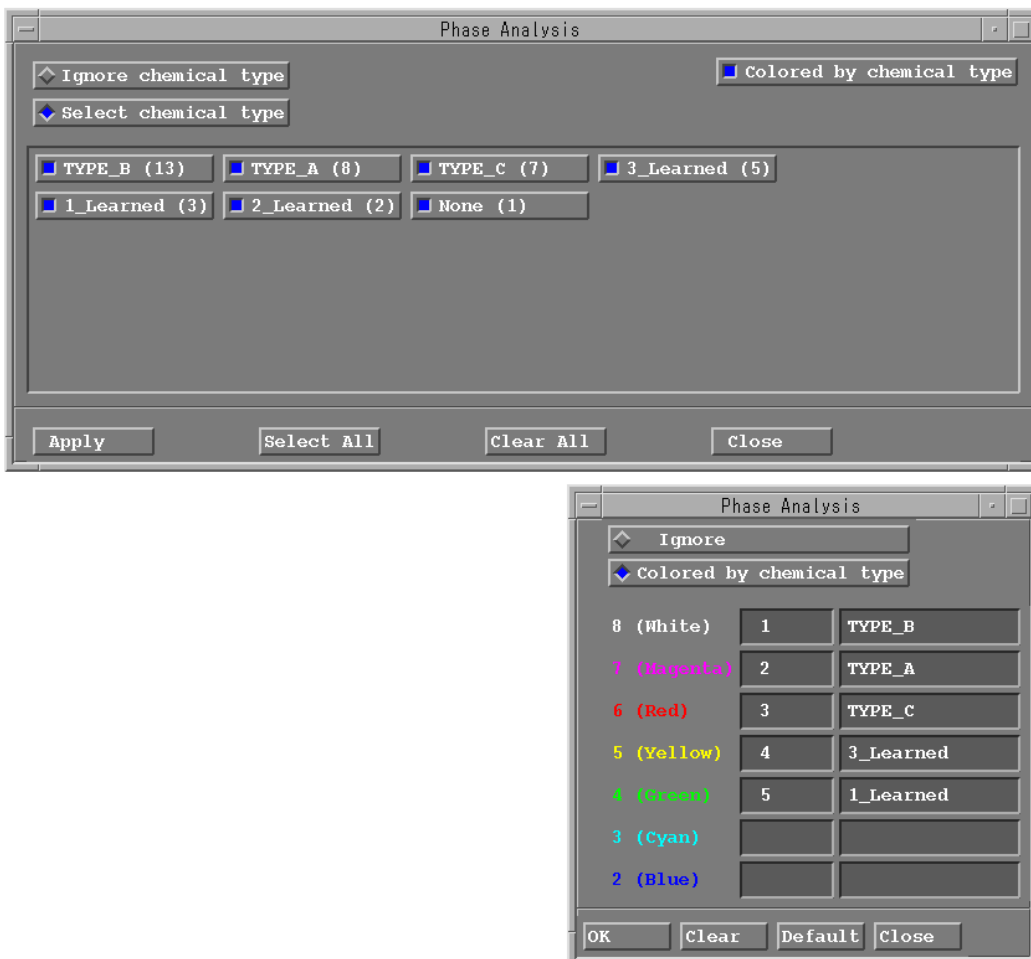 Phase Analysis
Ignore chemical type
Colored by chemical type
Select chemical type
TYPE_B (13) TYPE_A (8) TYPE_C (7) 3_Learned (5)
1_Learned (3) 2_Learned (2) None (1)
Apply Select All Clear All Close
Phase Analysis
Ignore
Colored by chemical type
8 (White) 1 TYPE_B
7 (Magenta) 2 TYPE_A
6 (Red) 3 TYPE_C
5 (Yellow) 4 3_Learned
4 (Green) 5 1_Learned
3 (Cyan)
2 (Blue)
OK Clear Default Close